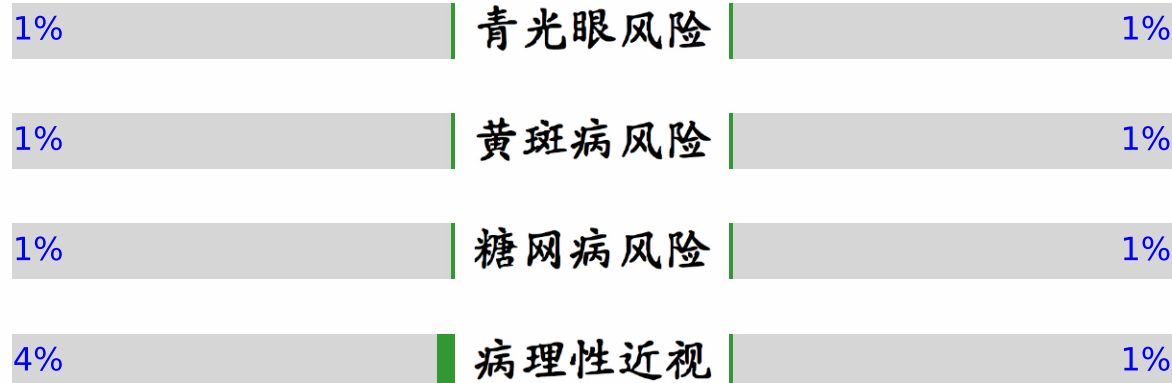 1% 青光眼风险 1%
1% 黄斑病风险 1%
1% 糖网病风险 1%
4% 病理性近视 1%